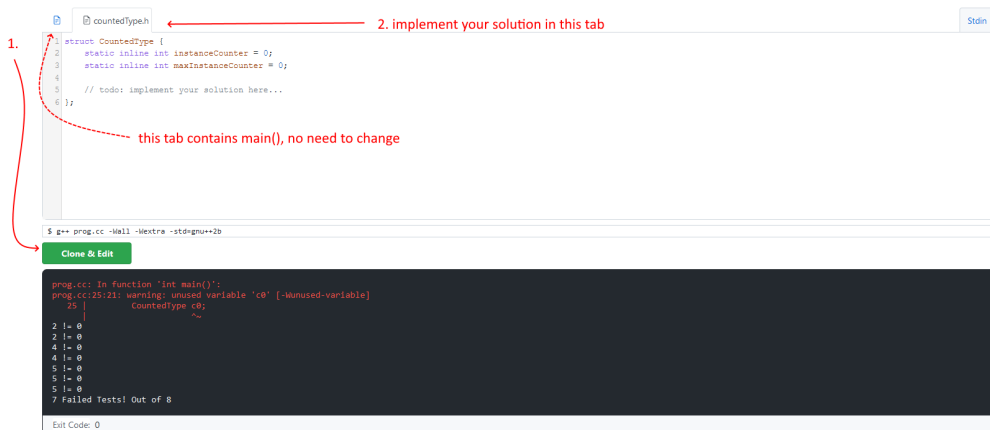 countedType.h
2. implement your solution in this tab
Stdin
1.
1 struct CountedType {
2 static inline int instanceCounter = 0;
3 static inline int maxInstanceCounter = 0;
4
5 // todo: implement your solution here...
6 };
this tab contains main(), no need to change
$ g++ prog.cc -Wall -Wextra -std=gnu++2b
Clone & Edit
prog.cc: In function 'int main()':
prog.cc:25:21: warning: unused variable 'c0' [-Wunused-variable]
25 | CountedType c0;
| ^~
2 != 0
2 != 0
4 != 0
4 != 0
5 != 0
5 != 0
5 != 0
7 Failed Tests! Out of 8
Exit Code: 0